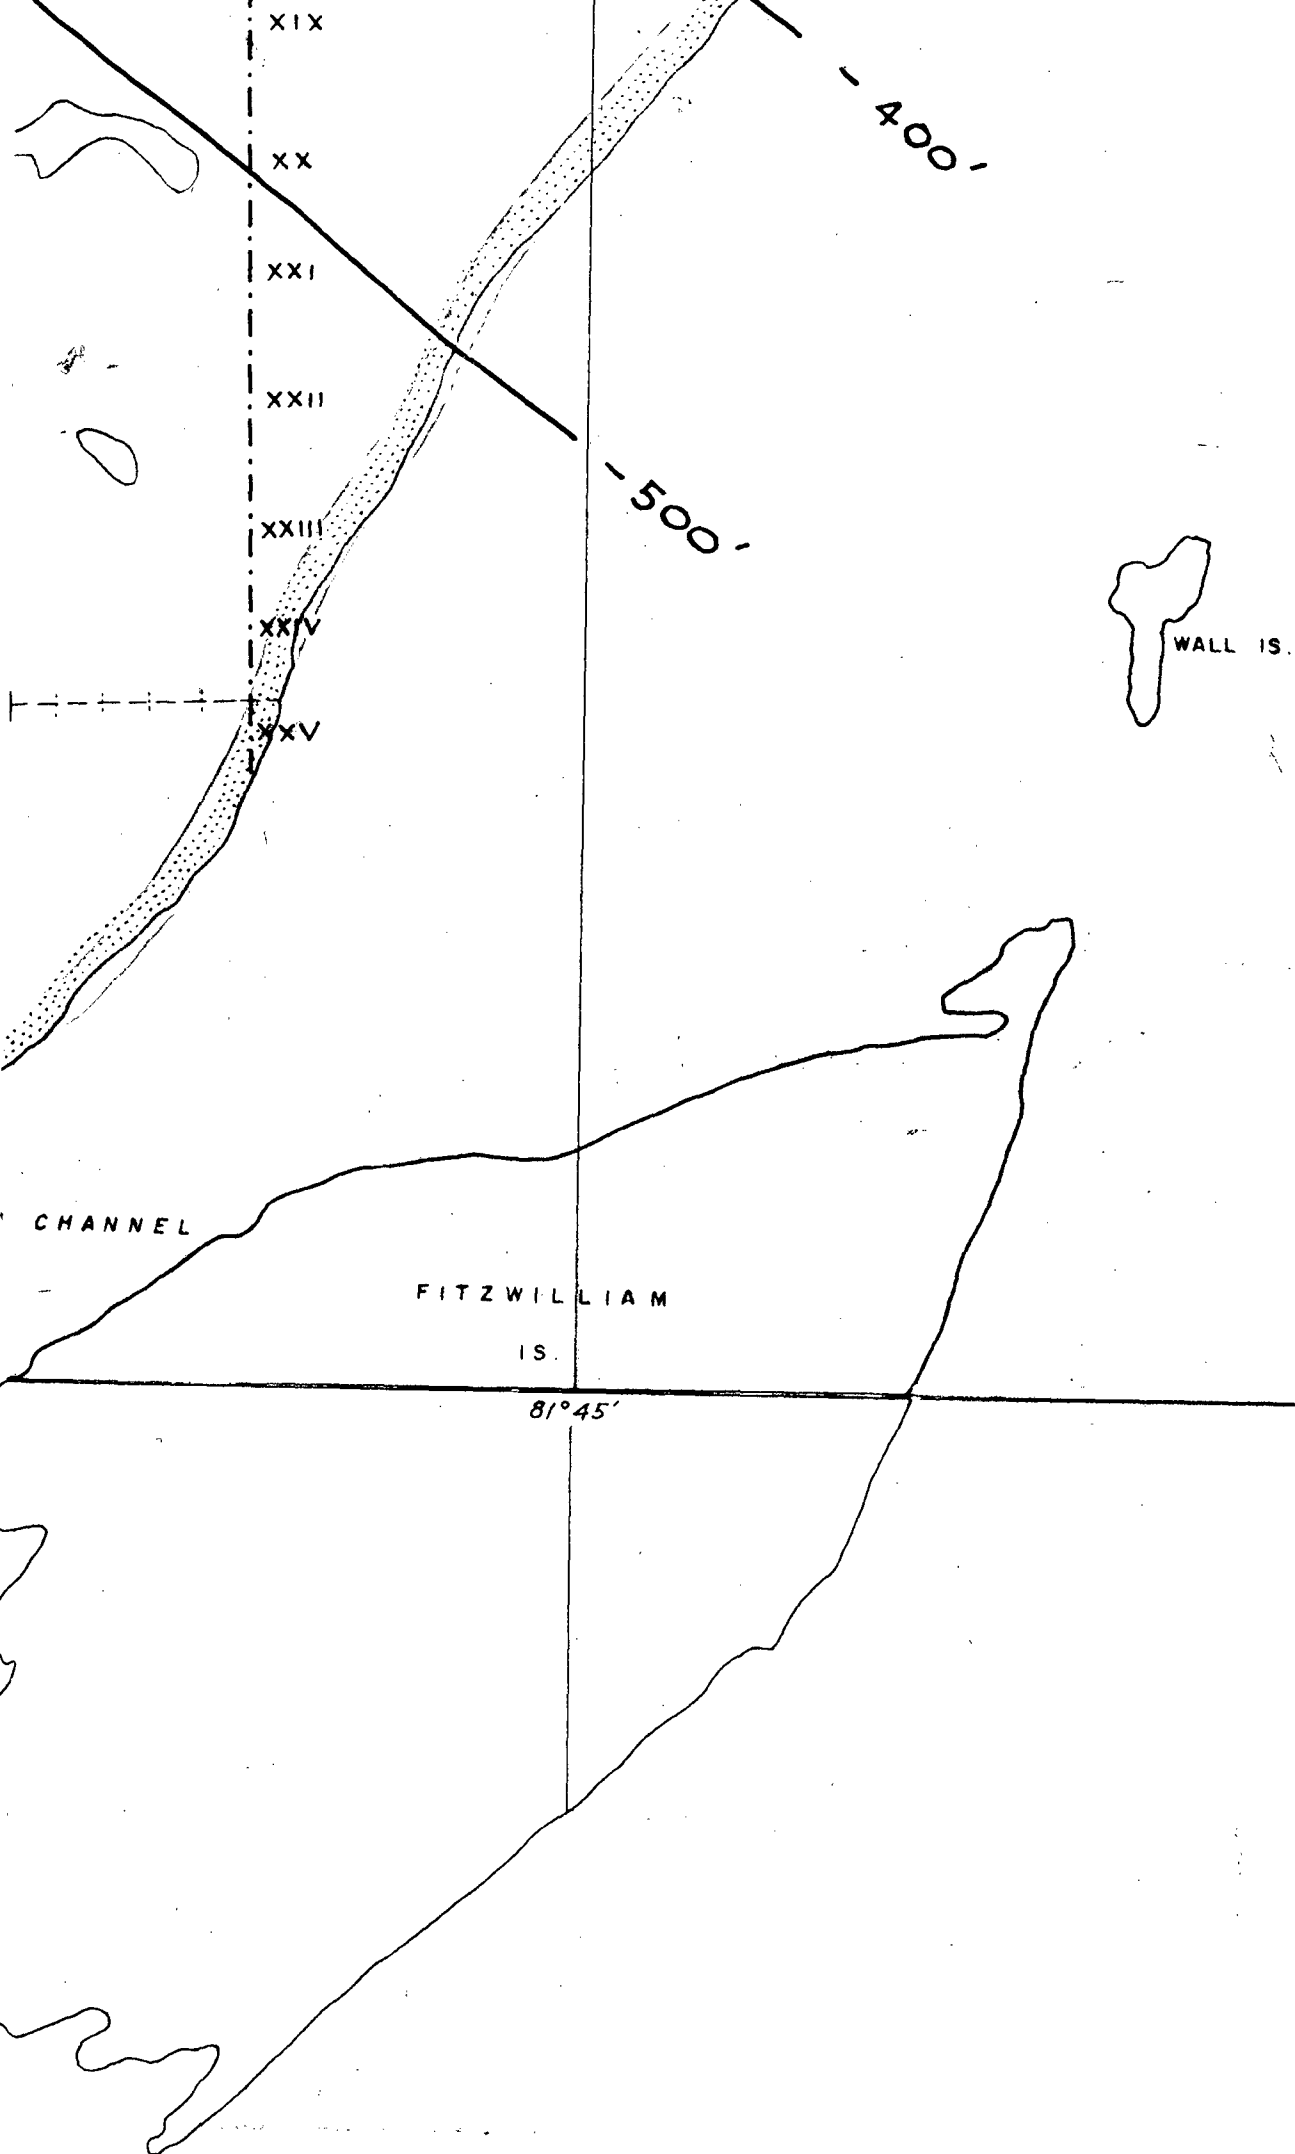 XIX
- 400'
XX
XXI
XXII
- 500'
XXIII
XXIV
WALL IS.
XXV
CHANNEL
FITZWILLIAM
IS.
81°45'